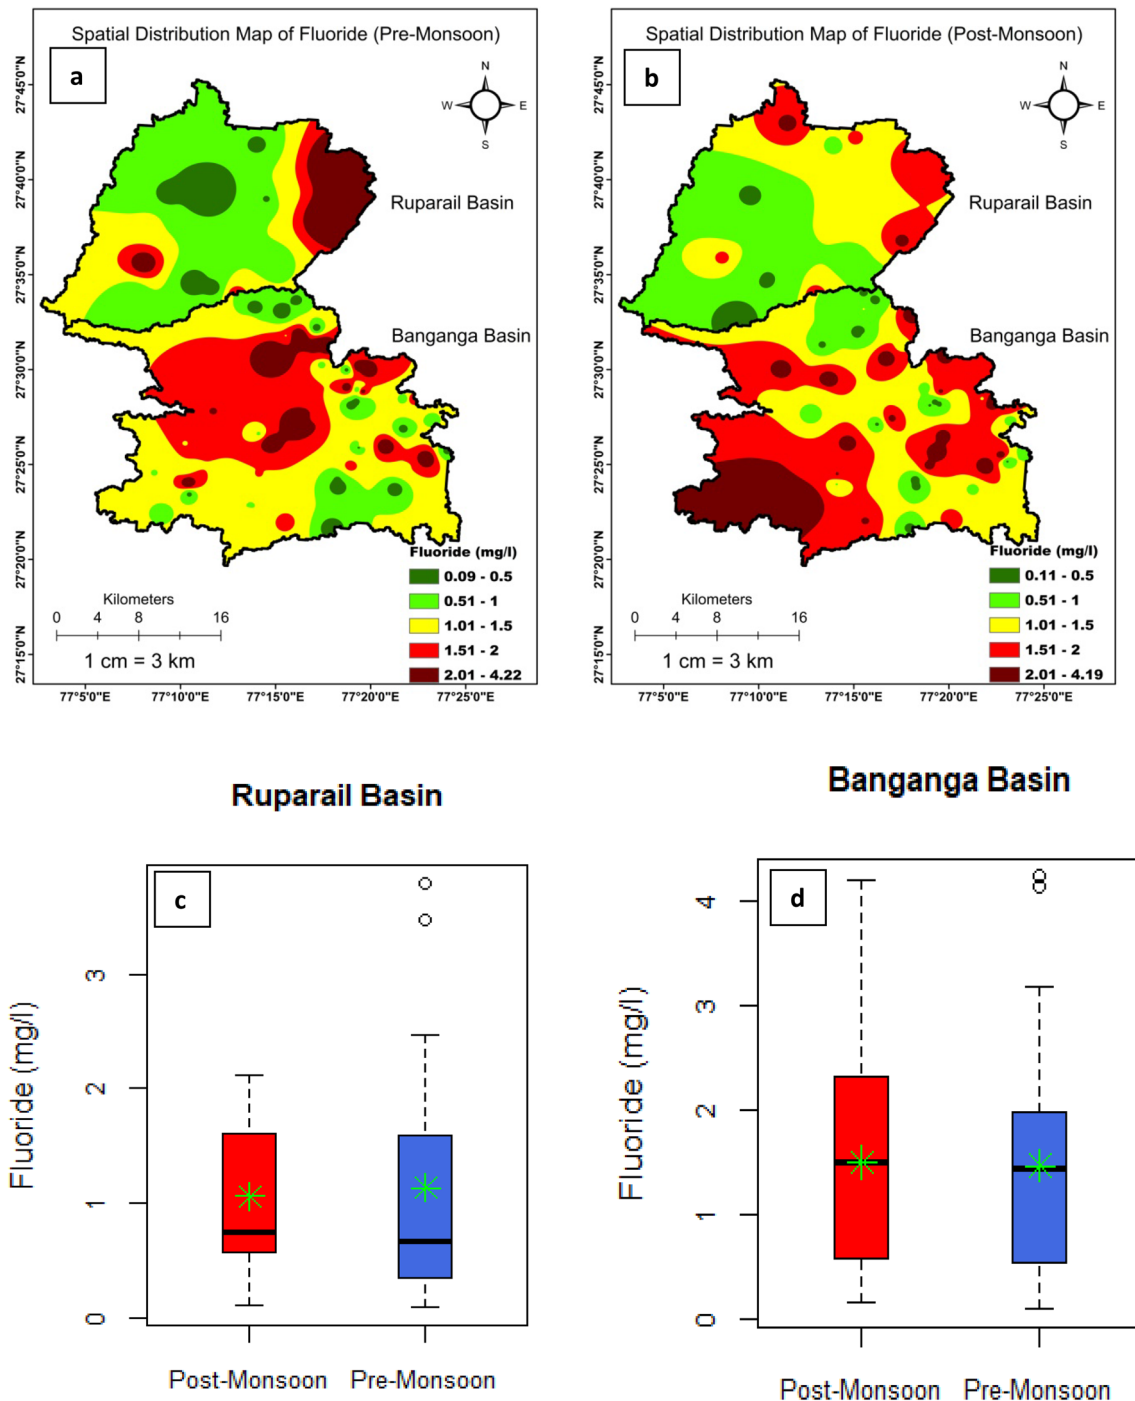 Spatial Distribution Map of Fluoride (Pre-Monsoon)
a
N
W E
S
27°45'0"N
27°40'0"N
27°35'0"N
27°30'0"N
27°25'0"N
27°20'0"N
27°15'0"N
Ruparail Basin
Banganga Basin
Fluoride (mg/l)
0.09 - 0.5
0.51 - 1
1.01 - 1.5
1.51 - 2
2.01 - 4.22
Kilometers
0 4 8 16
1 cm = 3 km
77°5'0"E 77°10'0"E 77°15'0"E 77°20'0"E 77°25'0"E
Spatial Distribution Map of Fluoride (Post-Monsoon)
b
N
W E
S
27°45'0"N
27°40'0"N
27°35'0"N
27°30'0"N
27°25'0"N
27°20'0"N
27°15'0"N
Ruparail Basin
Banganga Basin
Fluoride (mg/l)
0.11 - 0.5
0.51 - 1
1.01 - 1.5
1.51 - 2
2.01 - 4.19
Kilometers
0 4 8 16
1 cm = 3 km
77°5'0"E 77°10'0"E 77°15'0"E 77°20'0"E 77°25'0"E
Ruparail Basin
c
Fluoride (mg/l)
3
2
1
0
Post-Monsoon Pre-Monsoon
Banganga Basin
d
Fluoride (mg/l)
4
3
2
1
0
Post-Monsoon Pre-Monsoon